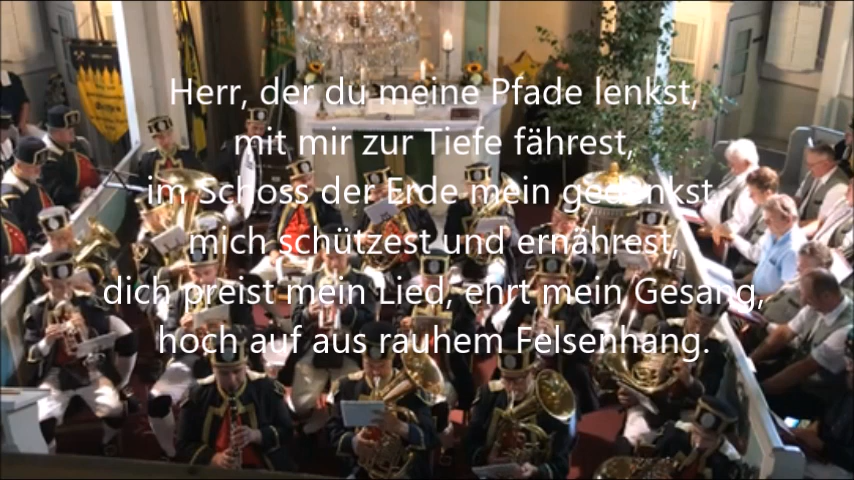 Herr, der du meine Pfade lenkst,
mit mir zur Tiefe fährest,
im Schoss der Erde mein gedenkst,
mich schützest und ernährest,
dich preist mein Lied, ehrt mein Gesang,
hoch auf aus rauhem Felsenhang.